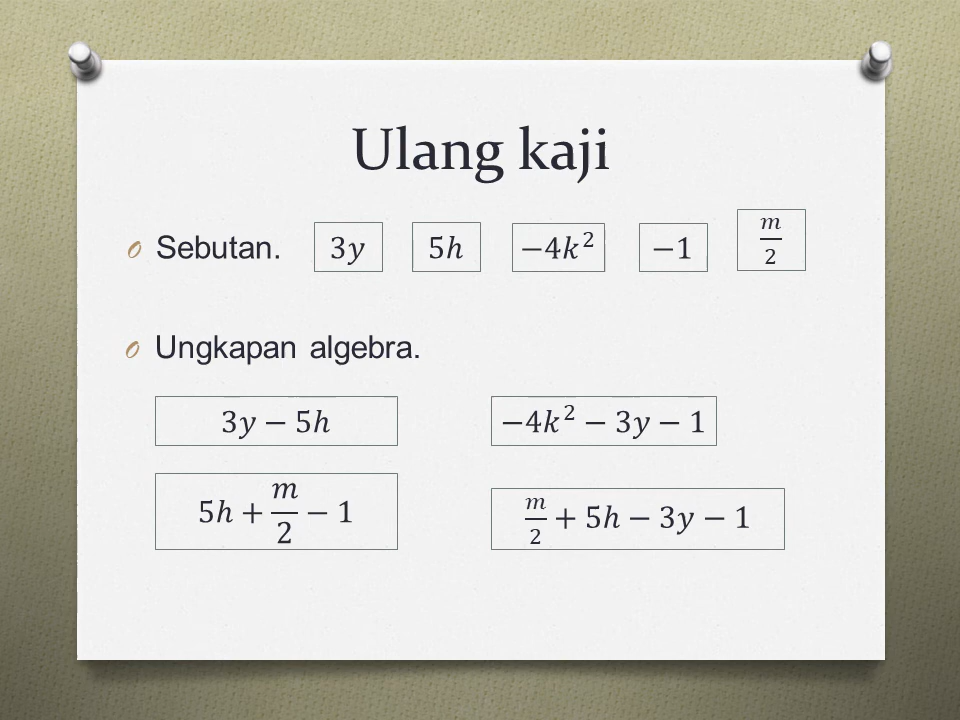 Ulang kaji
Sebutan. 3y 5h −4k² −1 m/2
Ungkapan algebra.
3y − 5h −4k² − 3y − 1
5h + m/2 − 1 m/2 + 5h − 3y − 1